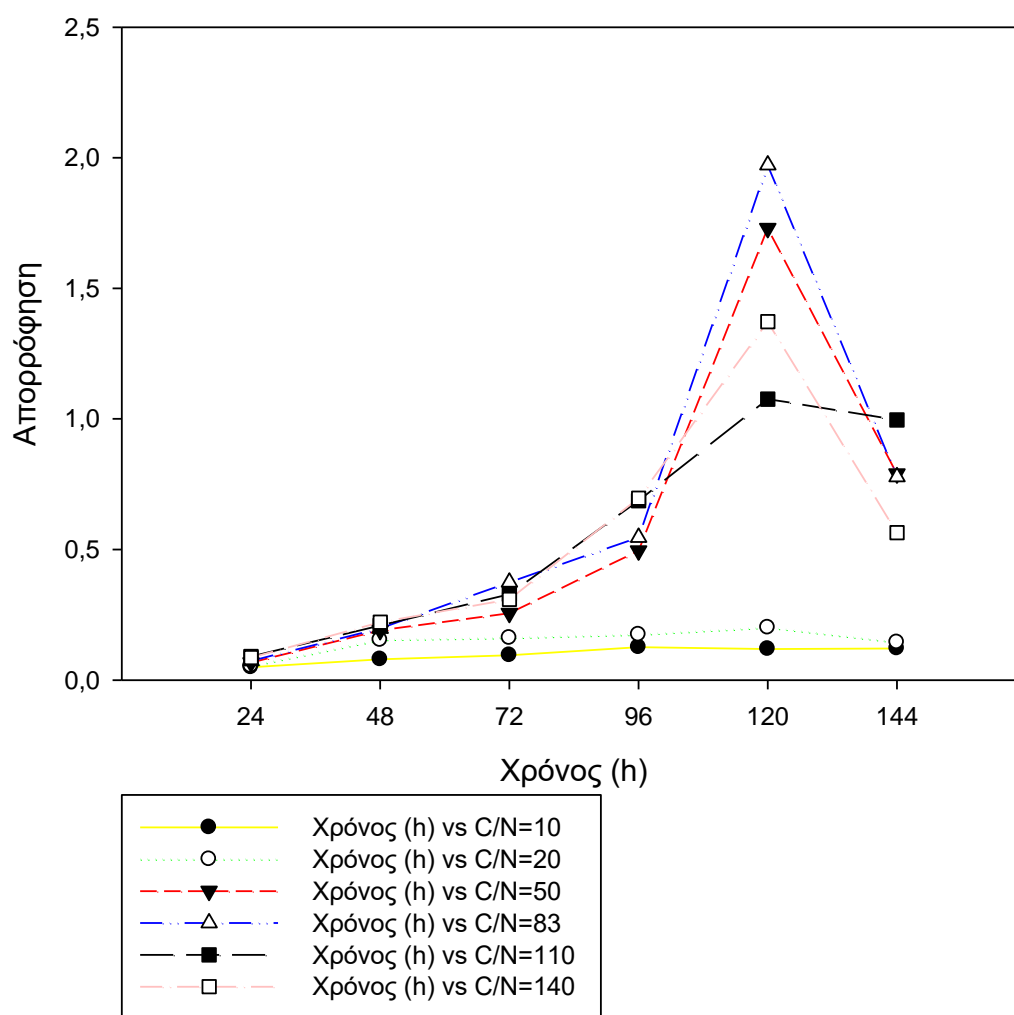 2,5
2,0
1,5
1,0
0,5
0,0
Απορρόφηση
24 48 72 96 120 144
Χρόνος (h)
Χρόνος (h) vs C/N=10
Χρόνος (h) vs C/N=20
Χρόνος (h) vs C/N=50
Χρόνος (h) vs C/N=83
Χρόνος (h) vs C/N=110
Χρόνος (h) vs C/N=140